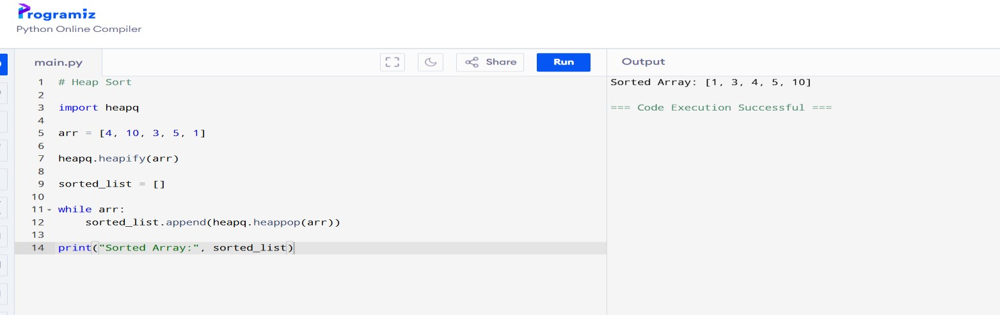 Programiz
Python Online Compiler
main.py
Share
Run
Output
1 # Heap Sort
2
3 import heapq
4
5 arr = [4, 10, 3, 5, 1]
6
7 heapq.heapify(arr)
8
9 sorted_list = []
10
11 while arr:
12     sorted_list.append(heapq.heappop(arr))
13
14 print("Sorted Array:", sorted_list)
Sorted Array: [1, 3, 4, 5, 10]
=== Code Execution Successful ===